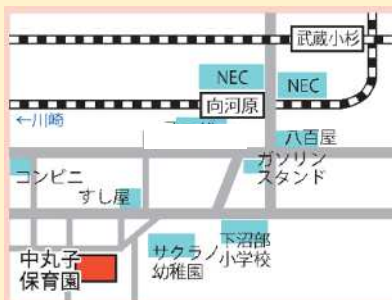 武蔵小杉
NEC
NEC
向河原
←川崎
八百屋
コンビニ
ガソリン
スタンド
すし屋
下沼部
小学校
サクラノ
幼稚園
中丸子
保育園